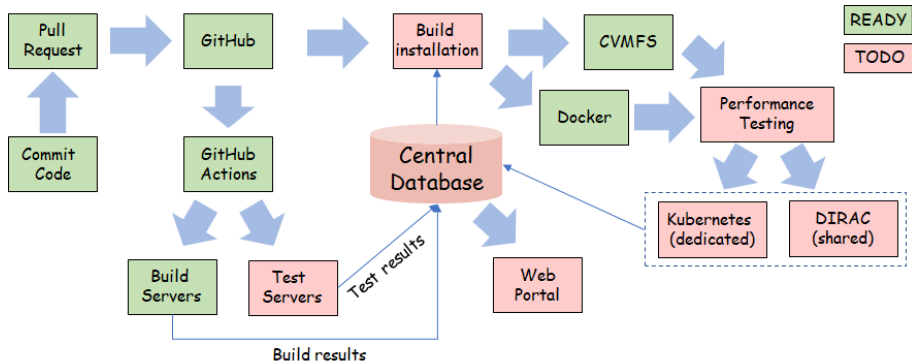 Pull
Request
GitHub
Build
installation
CVMFS
READY
TODO
Docker
Performance
Testing
Commit
Code
GitHub
Actions
Central
Database
Kubernetes
(dedicated)
DIRAC
(shared)
Build
Servers
Test
Servers
Test results
Web
Portal
Build results